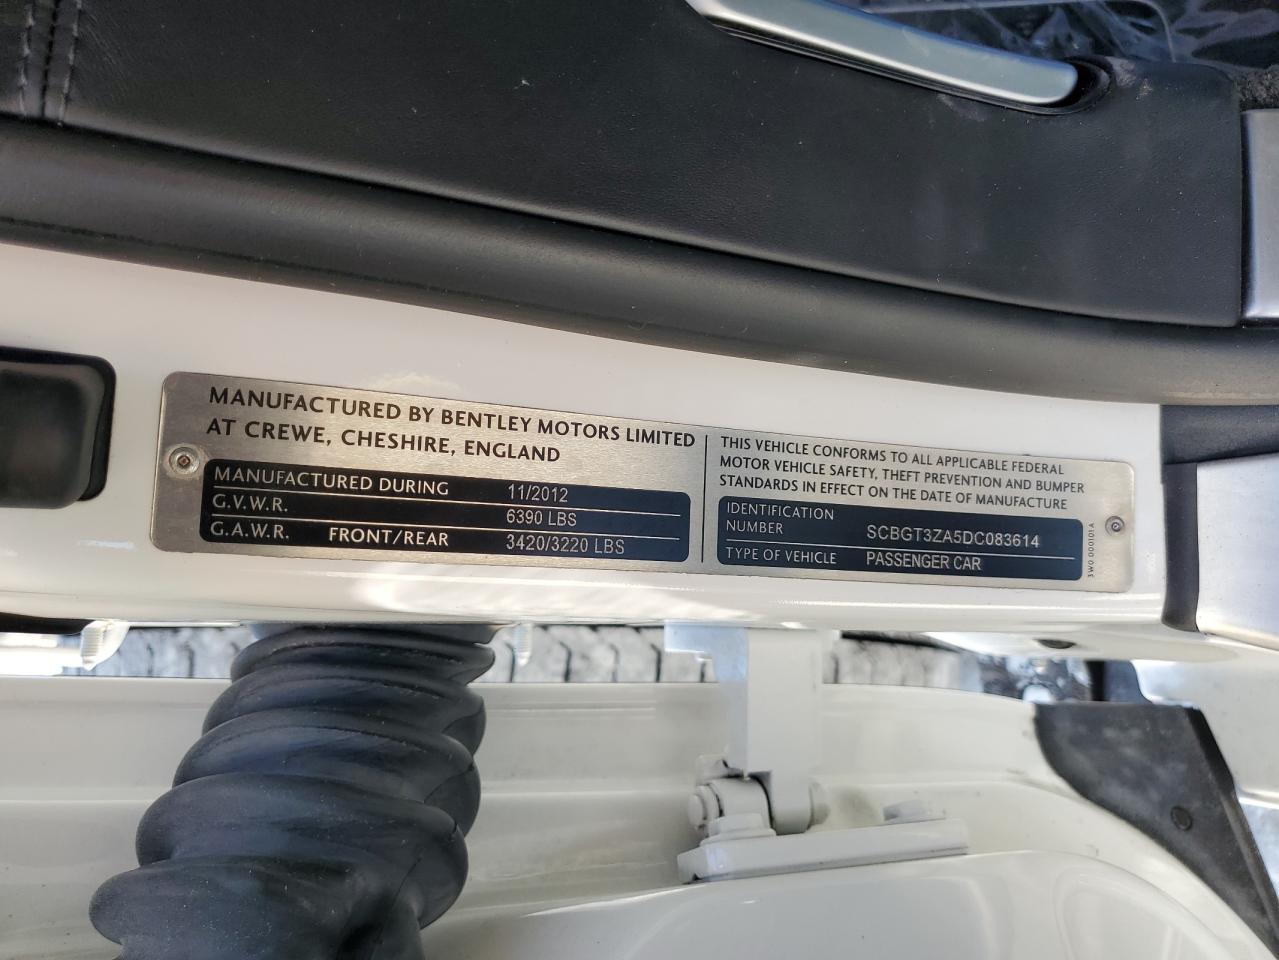 MANUFACTURED BY BENTLEY MOTORS LIMITED
AT CREWE, CHESHIRE, ENGLAND
MANUFACTURED DURING 11/2012
G.V.W.R. 6390 LBS
G.A.W.R. FRONT/REAR 3420/3220 LBS
THIS VEHICLE CONFORMS TO ALL APPLICABLE FEDERAL
MOTOR VEHICLE SAFETY, THEFT PREVENTION AND BUMPER
STANDARDS IN EFFECT ON THE DATE OF MANUFACTURE
IDENTIFICATION
NUMBER SCBGT3ZA5DC083614
TYPE OF VEHICLE PASSENGER CAR
3W0 000101A